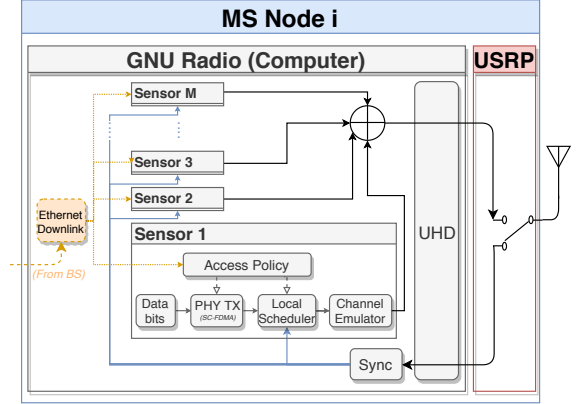 MS Node i
GNU Radio (Computer)
USRP
Sensor M
Sensor 3
Sensor 2
Ethernet
Downlink
(From BS)
Sensor 1
Access Policy
Data
bits
PHY TX
(SC-FDMA)
Local
Scheduler
Channel
Emulator
UHD
Sync